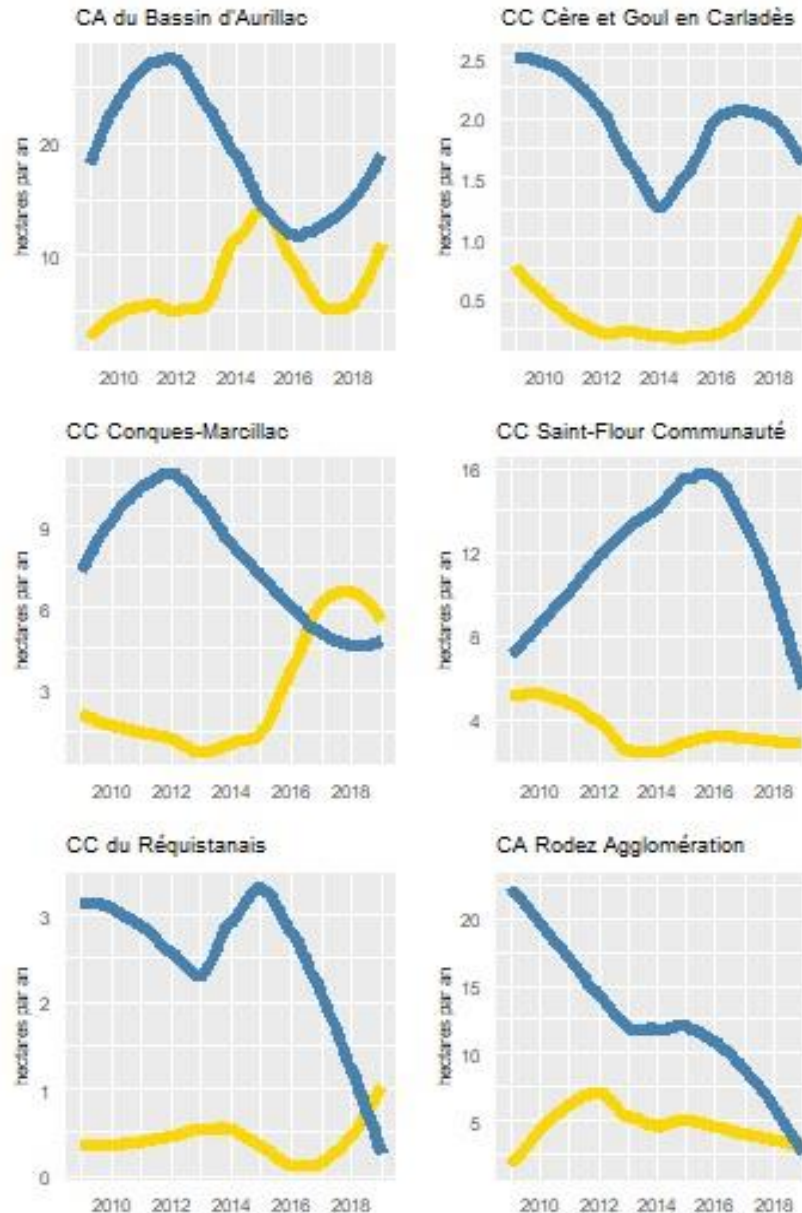 CA du Bassin d'Aurillac
hectares par an
20
10
2010 2012 2014 2016 2018
CC Cère et Goul en Carladès
hectares par an
2.5
2.0
1.5
1.0
0.5
2010 2012 2014 2016 2018
CC Conques-Marcillac
hectares par an
9
6
3
2010 2012 2014 2016 2018
CC Saint-Flour Communauté
hectares par an
16
12
8
4
2010 2012 2014 2016 2018
CC du Réquistanais
hectares par an
3
2
1
0
2010 2012 2014 2016 2018
CA Rodez Agglomération
hectares par an
20
15
10
5
2010 2012 2014 2016 2018